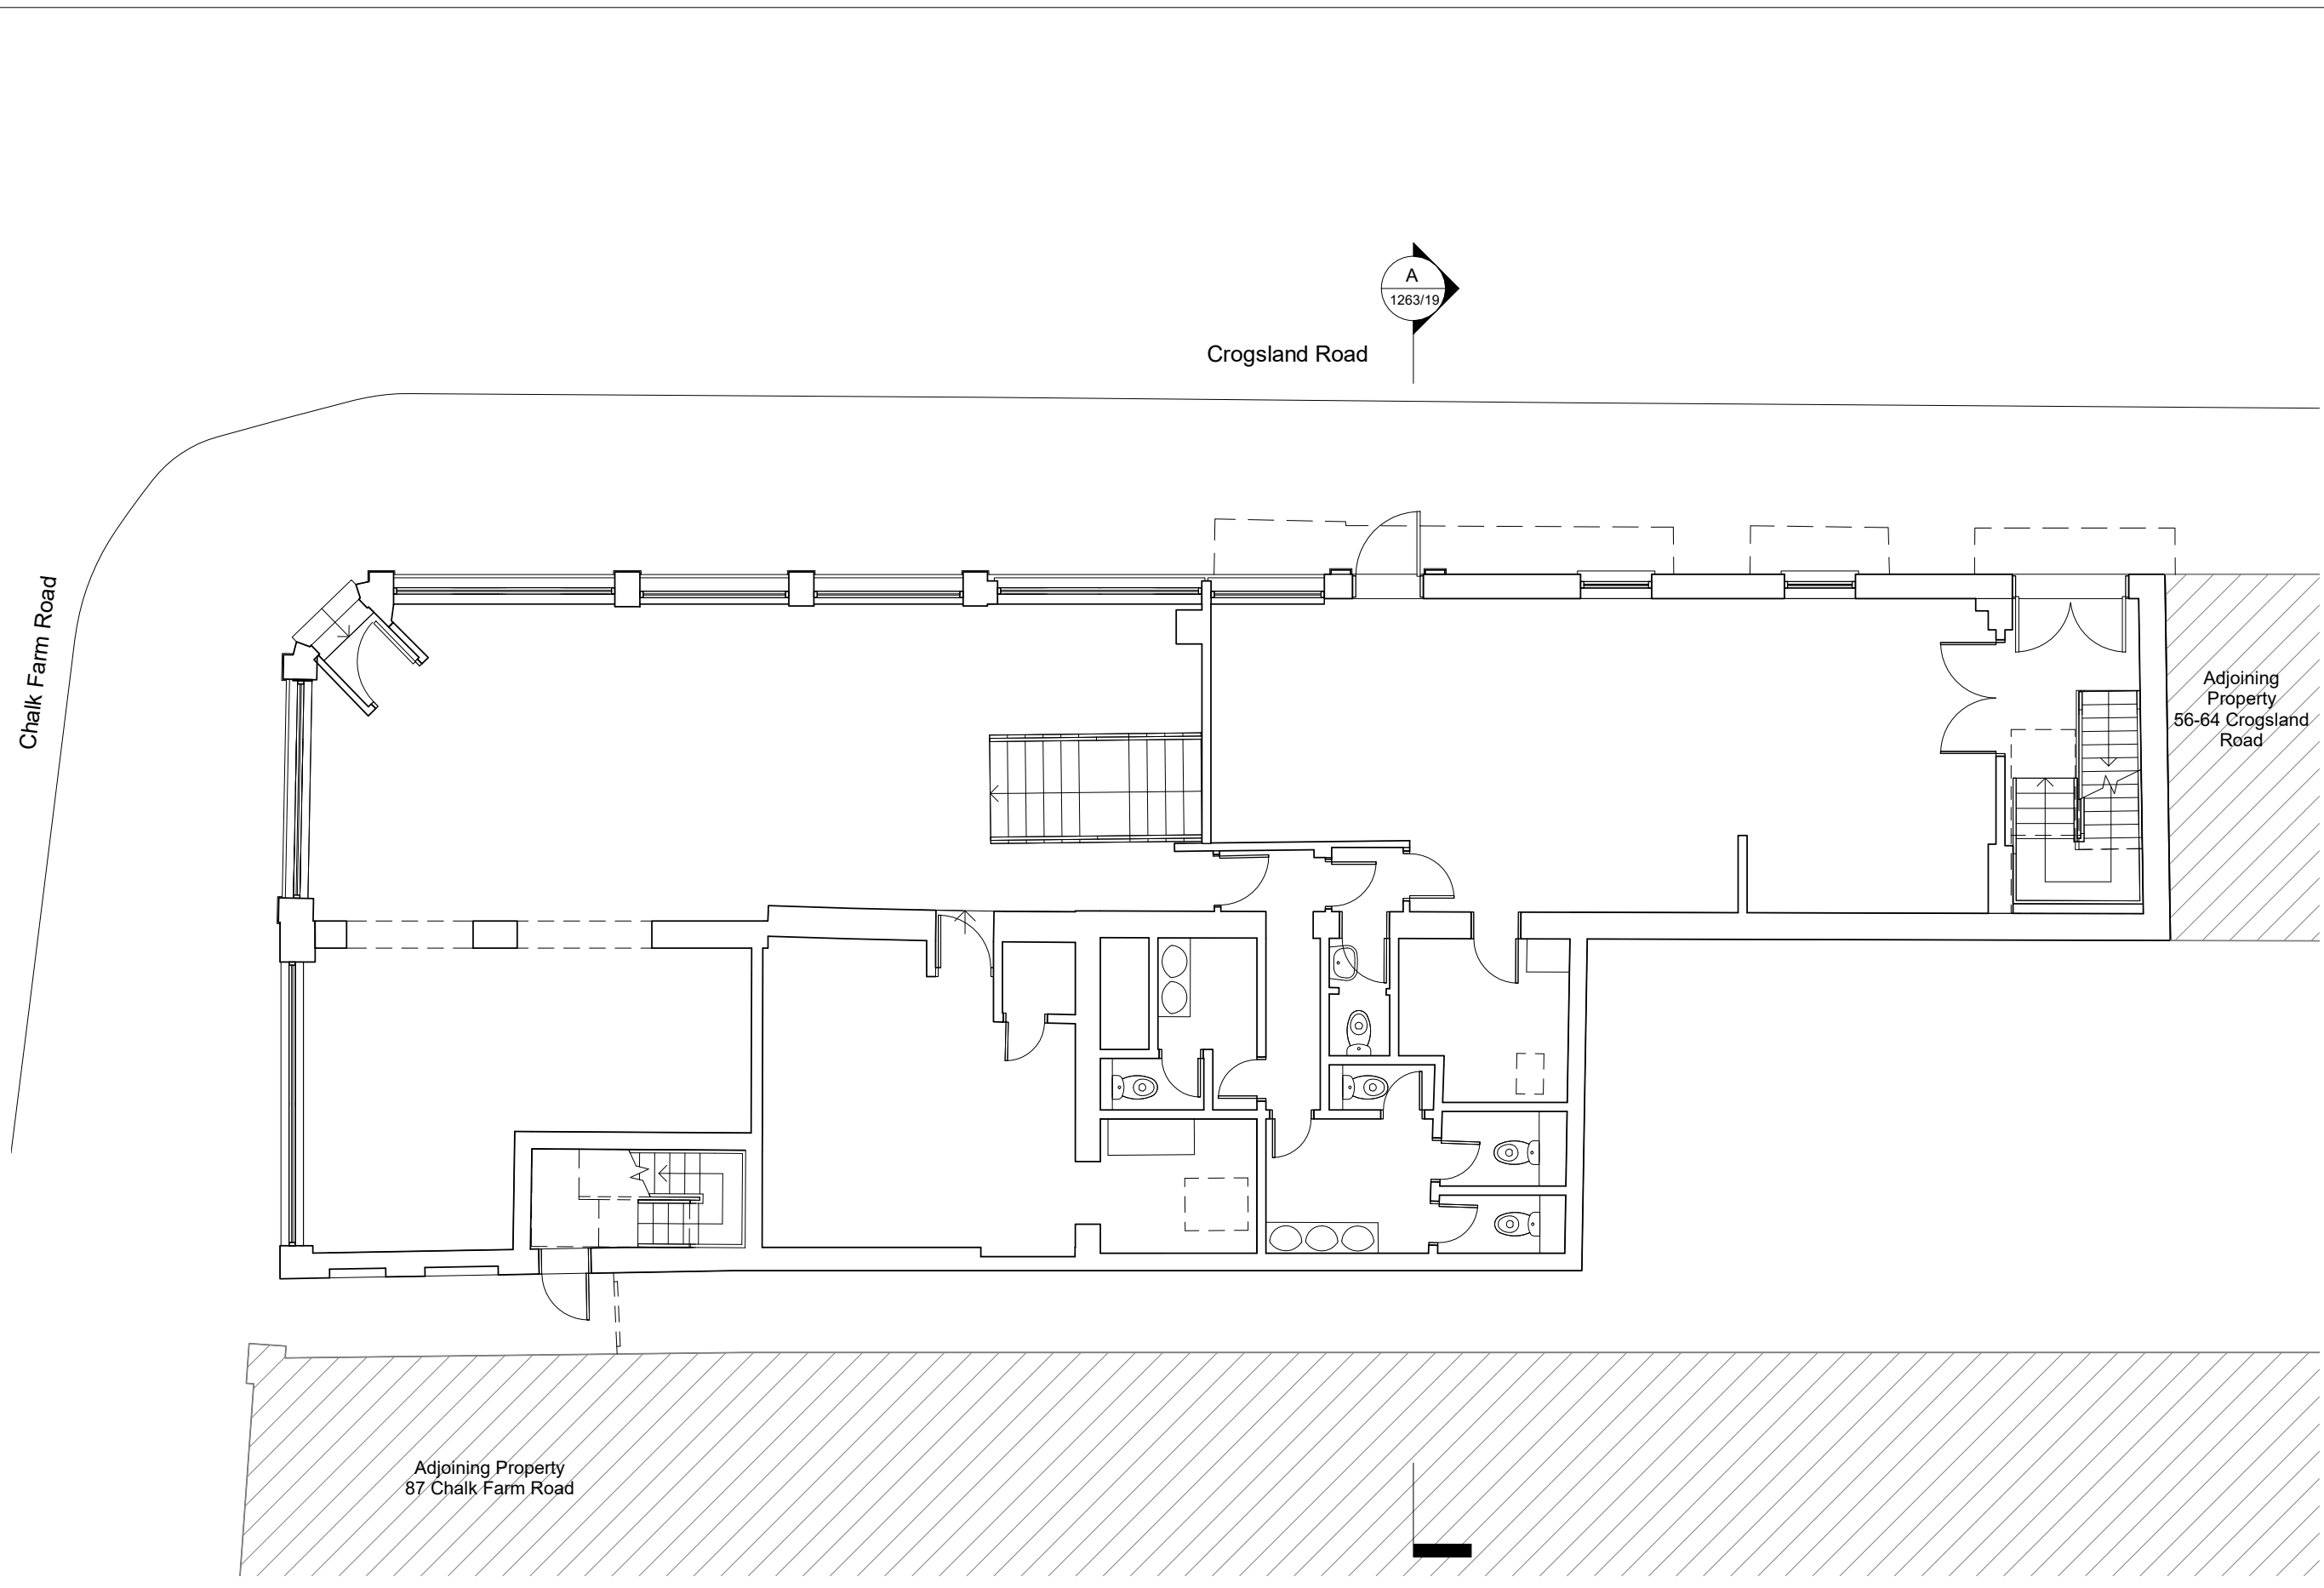 A
1263/19
Crogsland Road
Chalk Farm Road
Adjoining
Property
56-64 Crogsland
Road
Adjoining Property
87 Chalk Farm Road